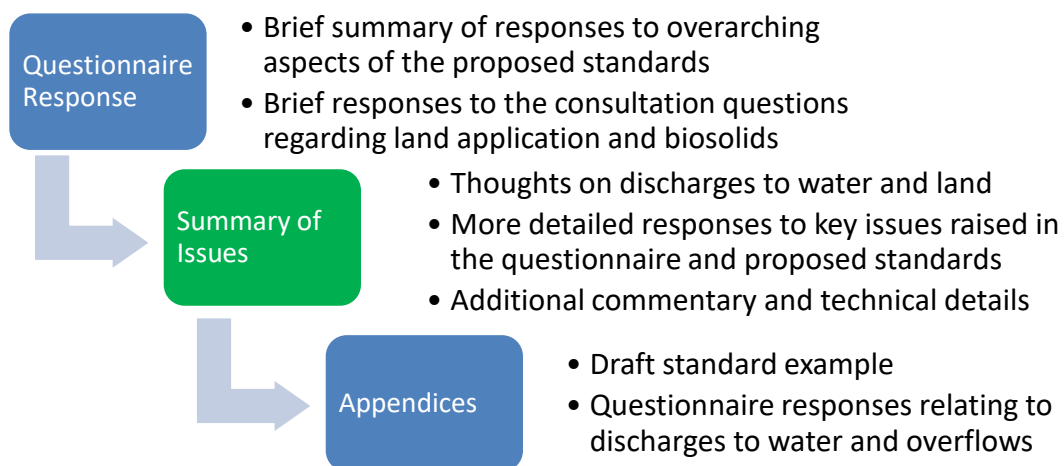 Questionnaire
Response
• Brief summary of responses to overarching
aspects of the proposed standards
• Brief responses to the consultation questions
regarding land application and biosolids
Summary of
Issues
• Thoughts on discharges to water and land
• More detailed responses to key issues raised in
the questionnaire and proposed standards
• Additional commentary and technical details
Appendices
• Draft standard example
• Questionnaire responses relating to
discharges to water and overflows